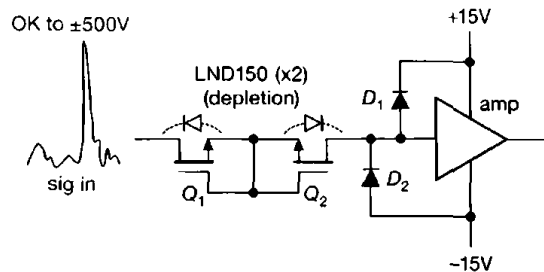 OK to ±500V
+15V
LND150 (x2)
(depletion)
D1
amp
sig in
Q1
Q2
D2
−15V